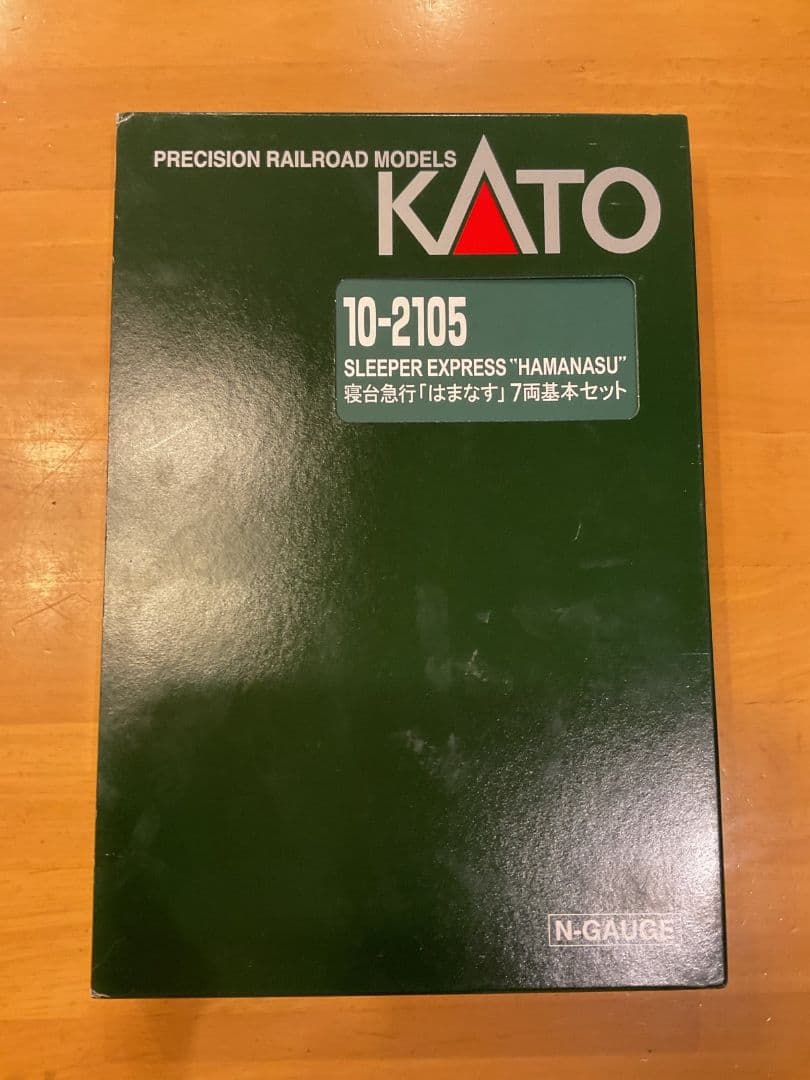 PRECISION RAILROAD MODELS
KATO
10-2105
SLEEPER EXPRESS "HAMANASU"
寝台急行「はまなす」7両基本セット
N-GAUGE